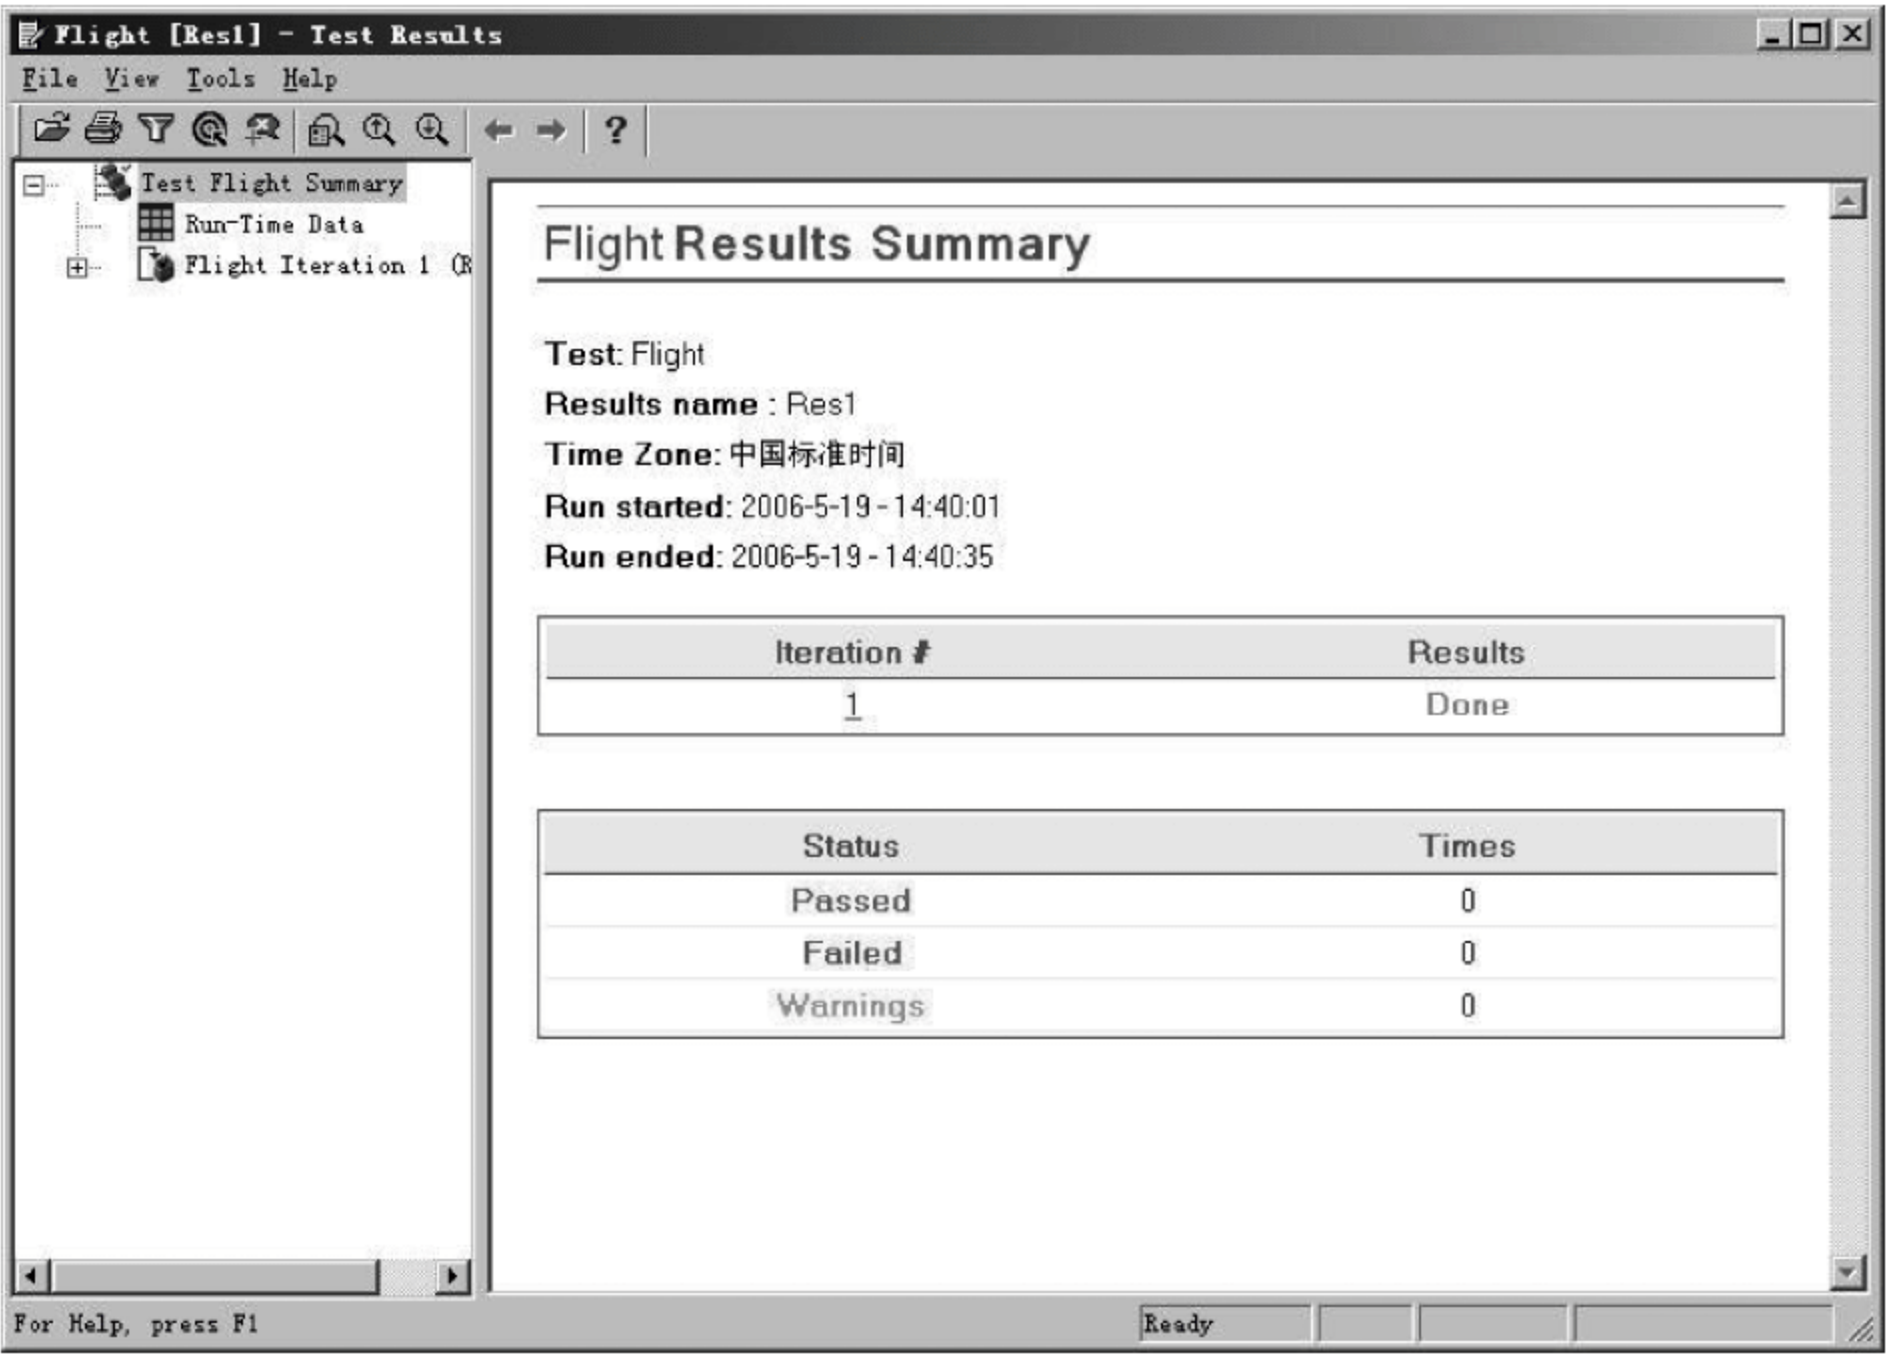 Flight [Res1] - Test Results
File View Tools Help
Test Flight Summary
Run-Time Data
Flight Iteration 1 (R
Flight Results Summary
Test: Flight
Results name : Res1
Time Zone: 中国标准时间
Run started: 2006-5-19 - 14:40:01
Run ended: 2006-5-19 - 14:40:35
Iteration # Results
1 Done
Status Times
Passed 0
Failed 0
Warnings 0
For Help, press F1 Ready